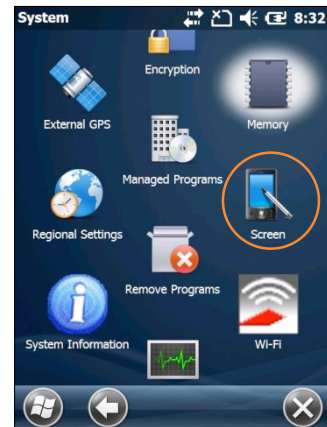 System 8:32
Encryption
External GPS
Memory
Managed Programs
Regional Settings
Screen
Remove Programs
System Information
Wi-Fi